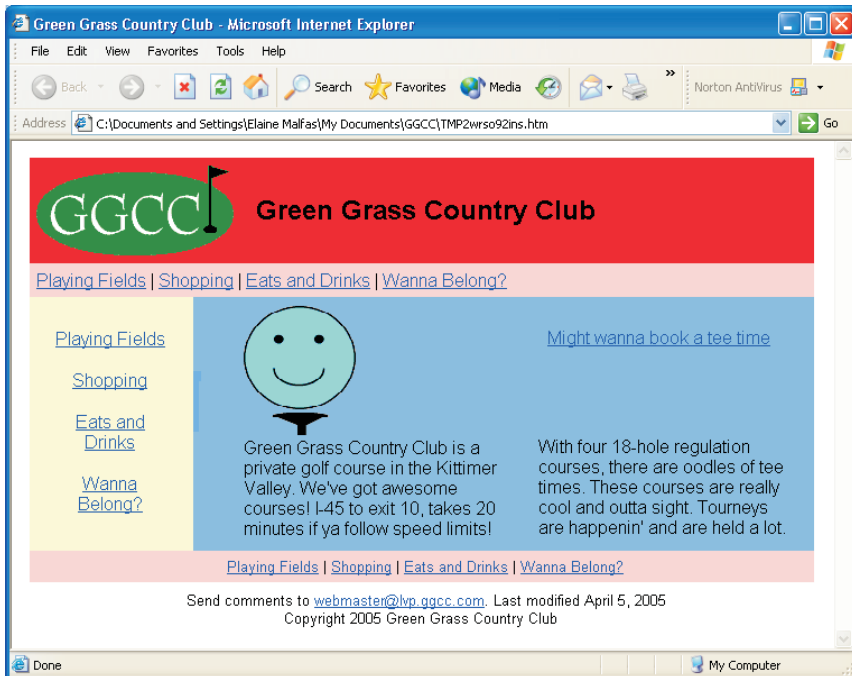 Green Grass Country Club - Microsoft Internet Explorer
File Edit View Favorites Tools Help
Back Search Favorites Media » Norton AntiVirus
Address C:\Documents and Settings\Elaine Malfas\My Documents\GGCC\TMP2wrso92ins.htm Go
GGCC Green Grass Country Club
Playing Fields | Shopping | Eats and Drinks | Wanna Belong?
Playing Fields
Shopping
Eats and
Drinks
Wanna
Belong?
Green Grass Country Club is a
private golf course in the Kittimer
Valley. We've got awesome
courses! I-45 to exit 10, takes 20
minutes if ya follow speed limits!
Might wanna book a tee time
With four 18-hole regulation
courses, there are oodles of tee
times. These courses are really
cool and outta sight. Tourneys
are happenin' and are held a lot.
Playing Fields | Shopping | Eats and Drinks | Wanna Belong?
Send comments to webmaster@lvp.ggcc.com. Last modified April 5, 2005
Copyright 2005 Green Grass Country Club
Done My Computer